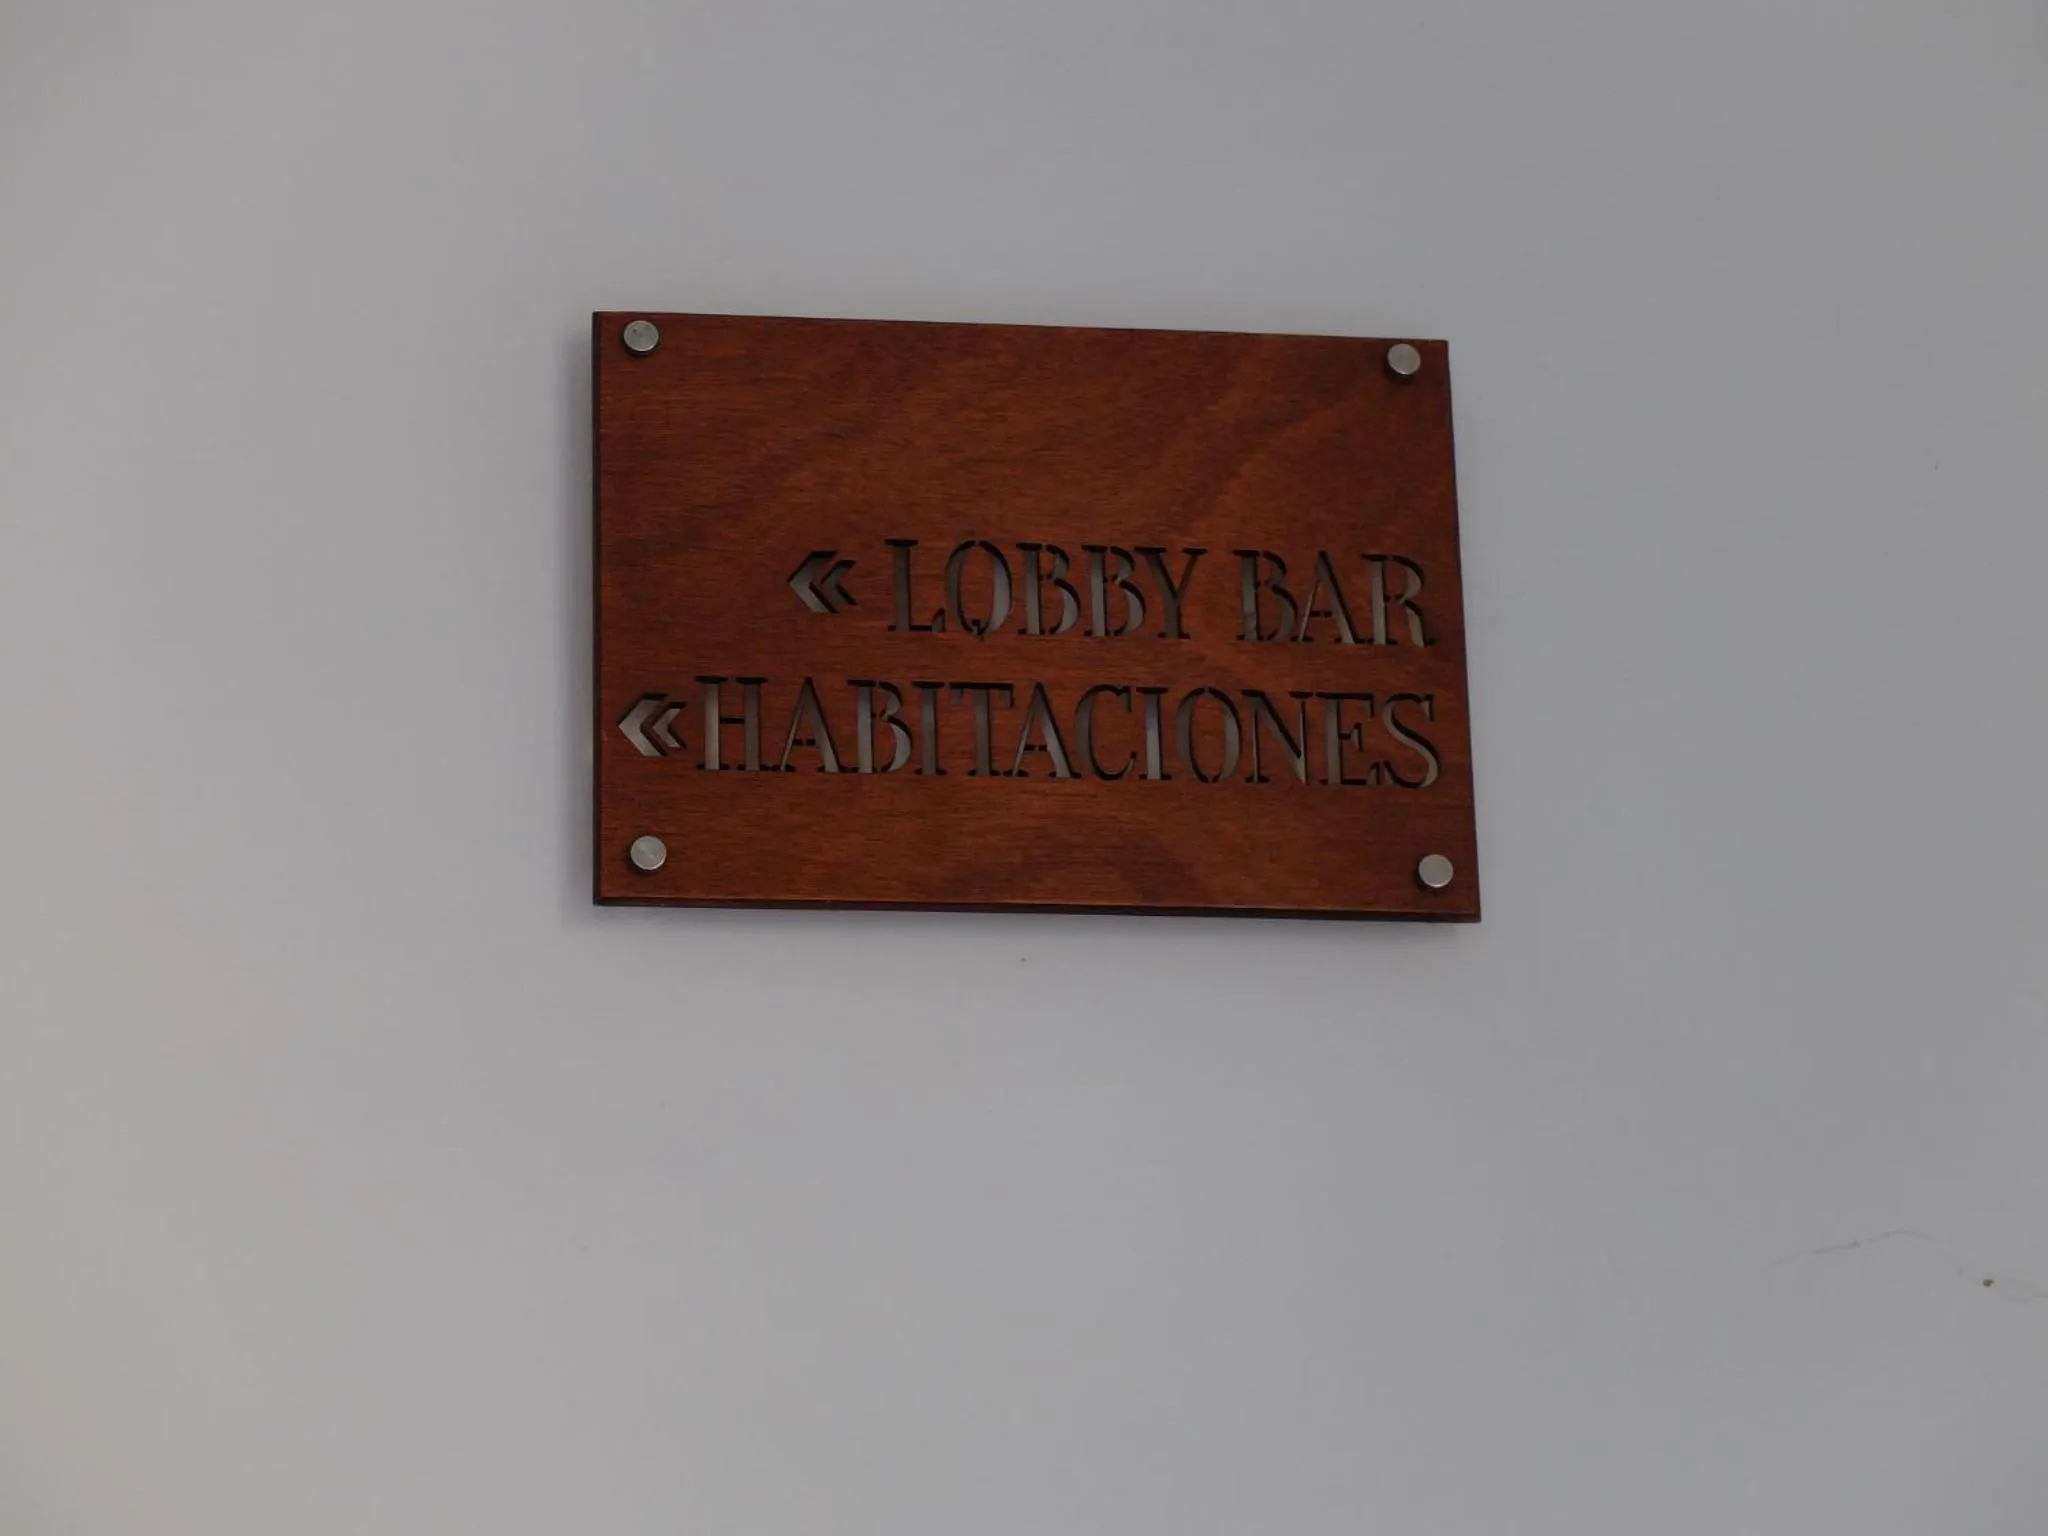 « LOBBY BAR
« HABITACIONES